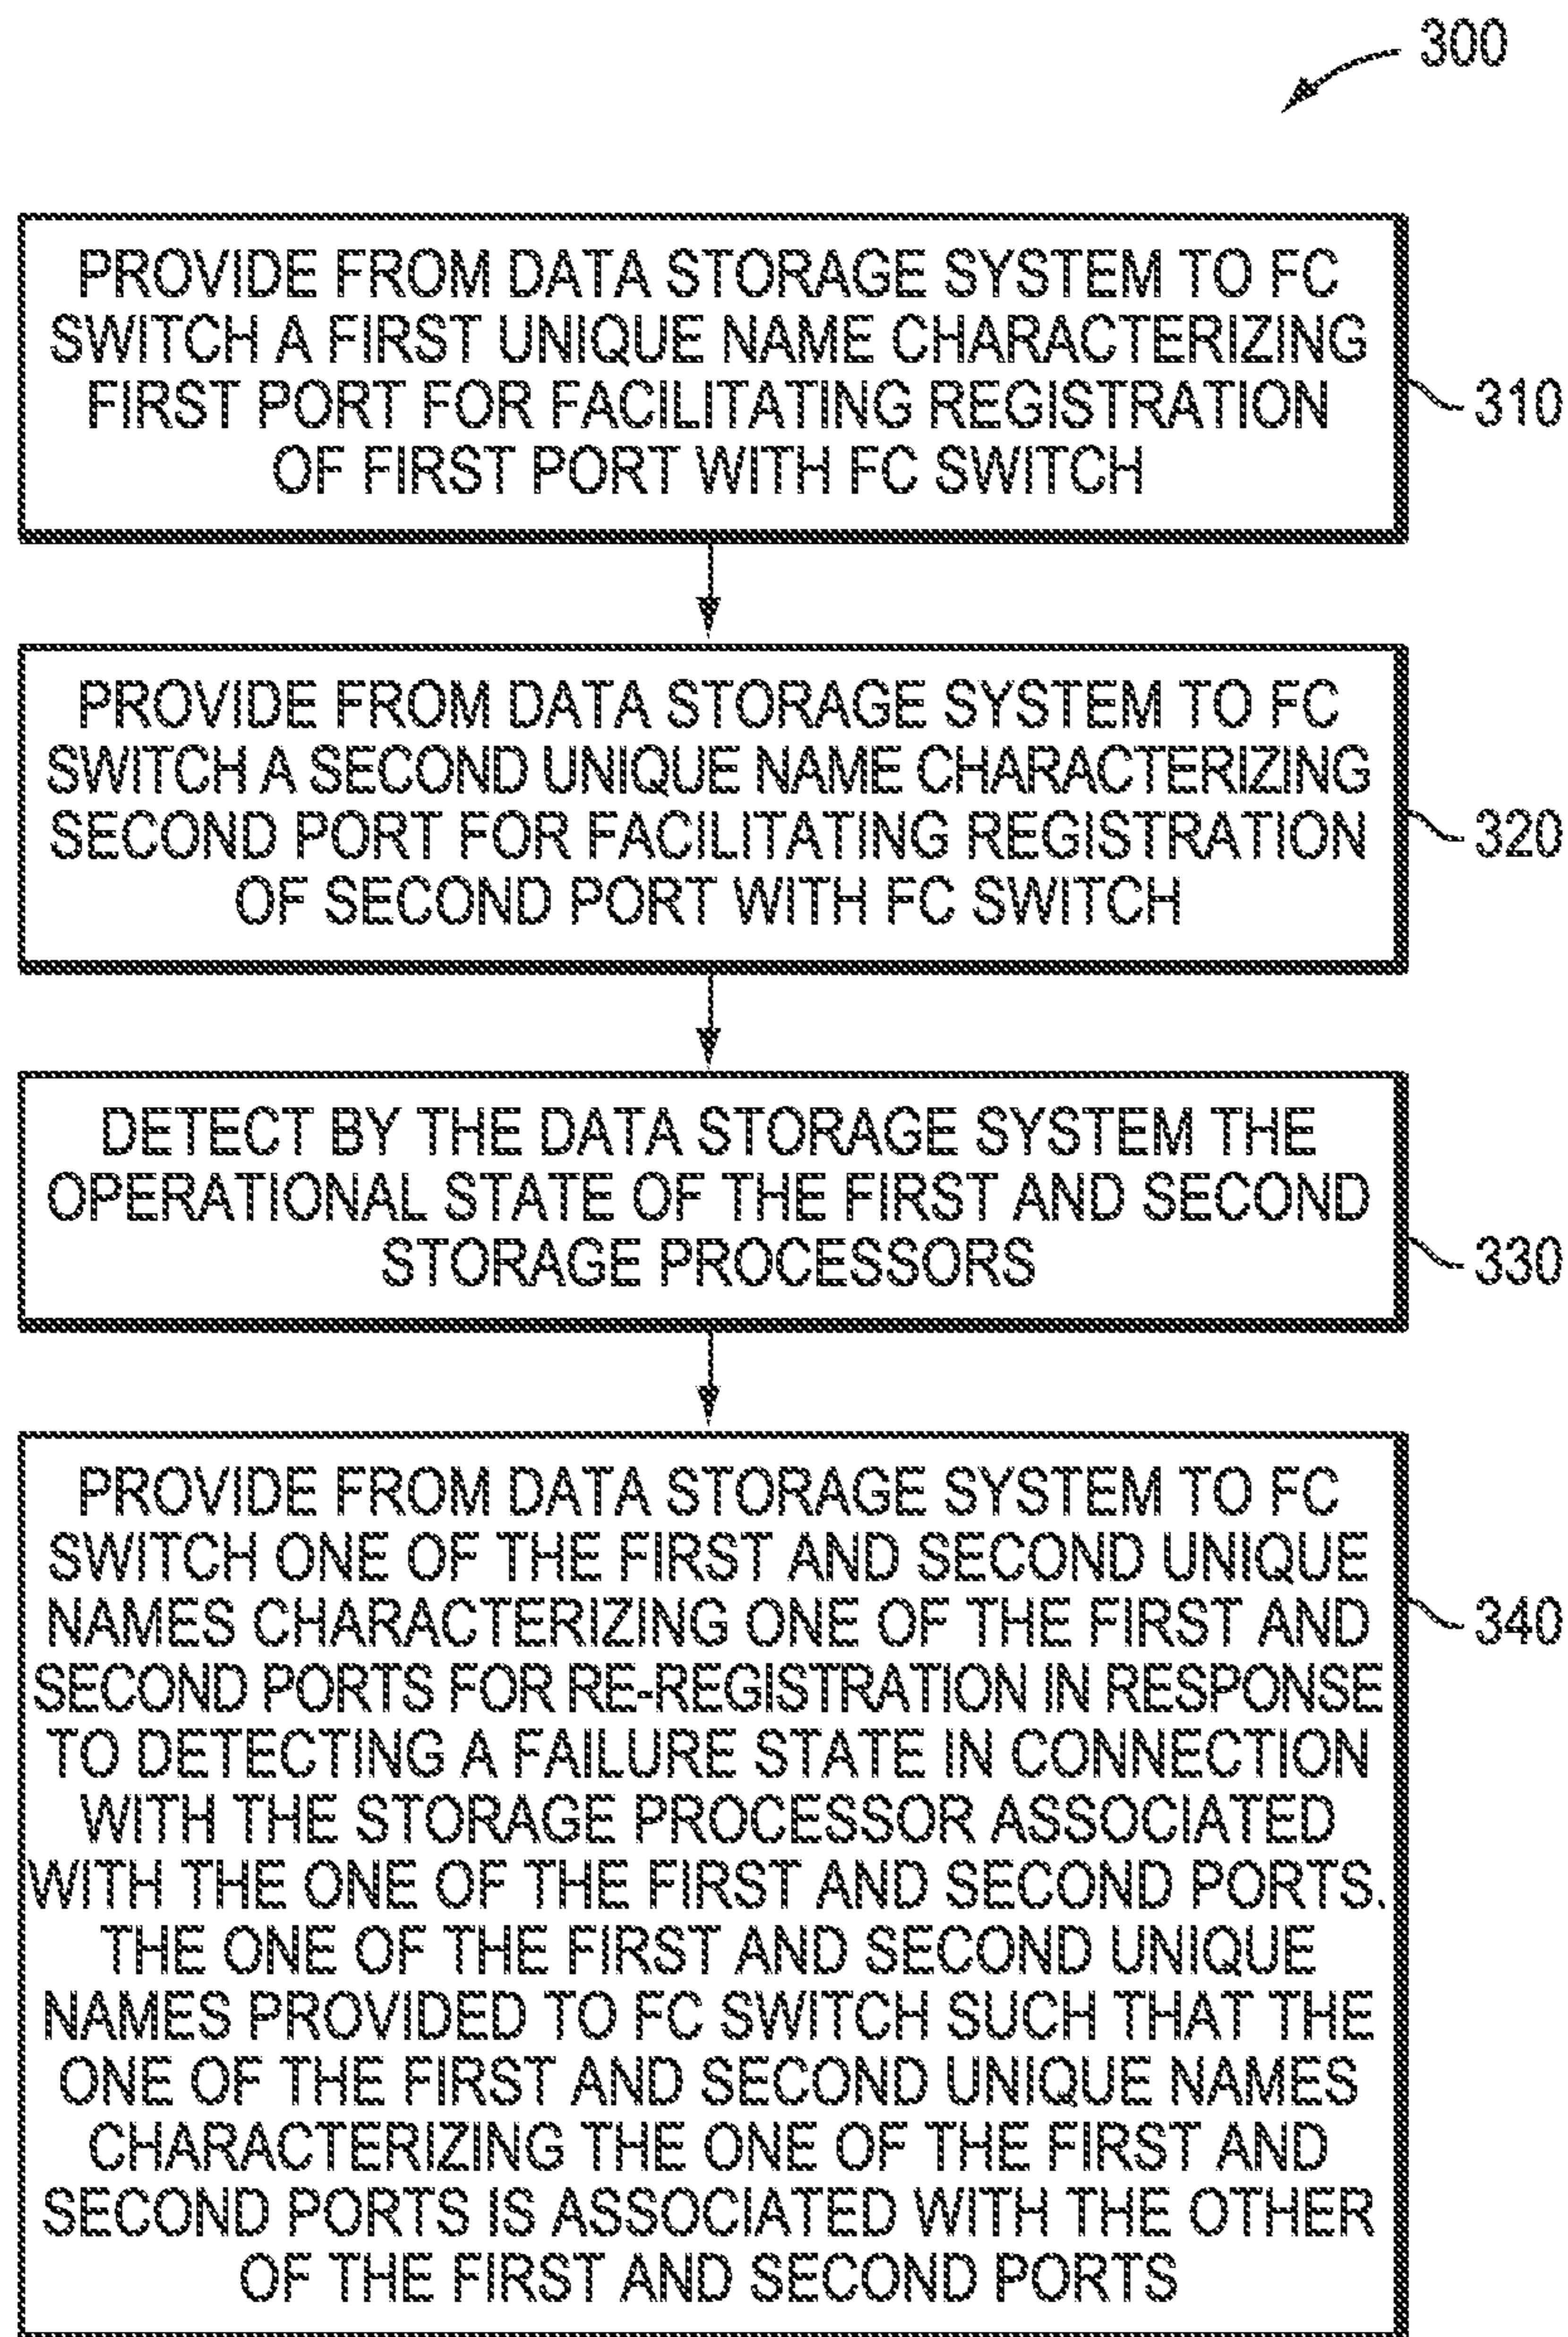 300
PROVIDE FROM DATA STORAGE SYSTEM TO FC
SWITCH A FIRST UNIQUE NAME CHARACTERIZING
FIRST PORT FOR FACILITATING REGISTRATION
OF FIRST PORT WITH FC SWITCH
310
PROVIDE FROM DATA STORAGE SYSTEM TO FC
SWITCH A SECOND UNIQUE NAME CHARACTERIZING
SECOND PORT FOR FACILITATING REGISTRATION
OF SECOND PORT WITH FC SWITCH
320
DETECT BY THE DATA STORAGE SYSTEM THE
OPERATIONAL STATE OF THE FIRST AND SECOND
STORAGE PROCESSORS
330
PROVIDE FROM DATA STORAGE SYSTEM TO FC
SWITCH ONE OF THE FIRST AND SECOND UNIQUE
NAMES CHARACTERIZING ONE OF THE FIRST AND
SECOND PORTS FOR RE-REGISTRATION IN RESPONSE
TO DETECTING A FAILURE STATE IN CONNECTION
WITH THE STORAGE PROCESSOR ASSOCIATED
WITH THE ONE OF THE FIRST AND SECOND PORTS.
THE ONE OF THE FIRST AND SECOND UNIQUE
NAMES PROVIDED TO FC SWITCH SUCH THAT THE
ONE OF THE FIRST AND SECOND UNIQUE NAMES
CHARACTERIZING THE ONE OF THE FIRST AND
SECOND PORTS IS ASSOCIATED WITH THE OTHER
OF THE FIRST AND SECOND PORTS
340